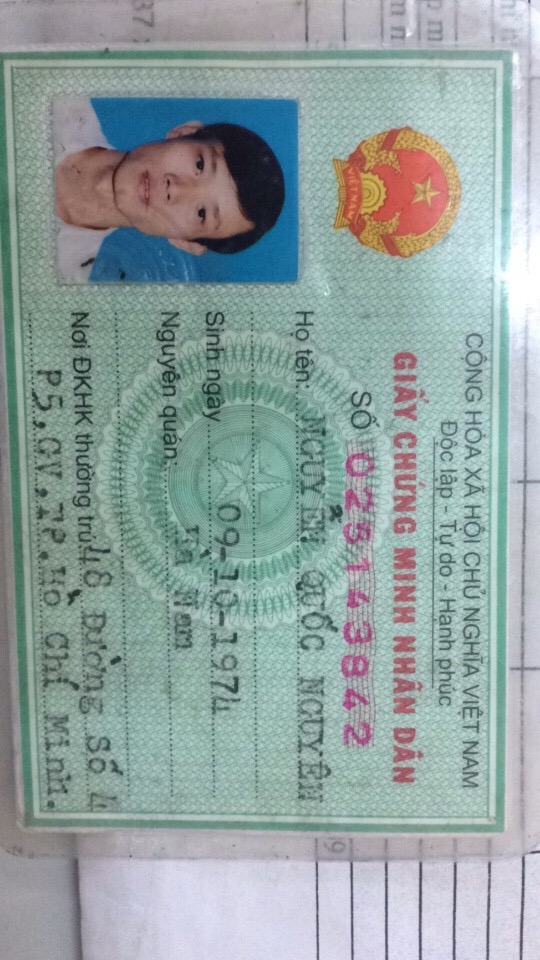 CỘNG HÒA XÃ HỘI CHỦ NGHĨA VIỆT NAM
Độc lập - Tự do - Hạnh phúc
GIẤY CHỨNG MINH NHÂN DÂN
SỐ 025143842
Họ tên: NGUYỄN QUỐC NGUYÊN
Sinh ngày 09-10-1974
Nguyên quán:
Nam
Nơi ĐKHK thường trú 48 Đường Số 4
P5, GV, TP. Hồ Chí Minh.
VIỆT NAM